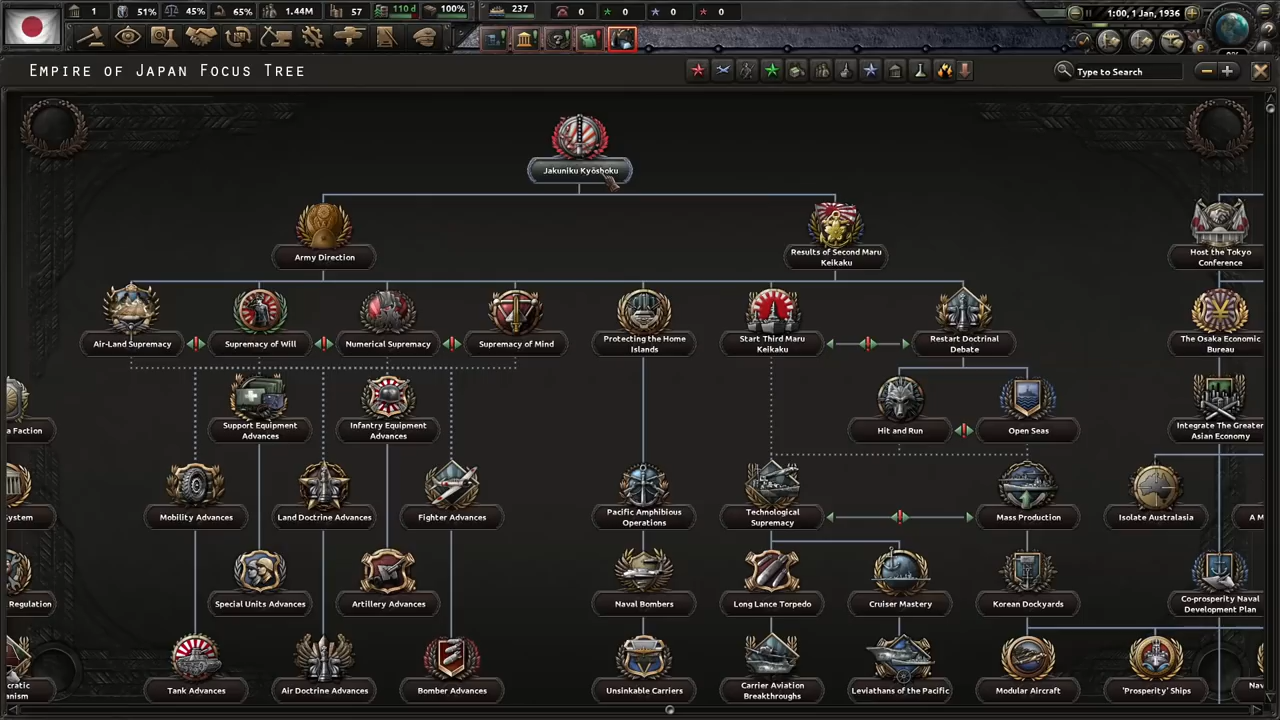 1
51%
45%
65%
1.44M
57
110 d
100%
237
0
0
0
0
1:00, 1 Jan, 1936
EMPIRE OF JAPAN FOCUS TREE
Type to Search
Jakuniku Kyōshoku
Army Direction
Results of Second Maru
Keikaku
Host the Tokyo
Conference
Air-Land Supremacy
Supremacy of Will
Numerical Supremacy
Supremacy of Mind
Protecting the Home
Islands
Start Third Maru
Keikaku
Restart Doctrinal
Debate
The Osaka Economic
Bureau
a Faction
Support Equipment
Advances
Infantry Equipment
Advances
Hit and Run
Open Seas
Integrate The Greater
Asian Economy
System
Mobility Advances
Land Doctrine Advances
Fighter Advances
Pacific Amphibious
Operations
Technological
Supremacy
Mass Production
Isolate Australasia
A M
Regulation
Special Units Advances
Artillery Advances
Naval Bombers
Long Lance Torpedo
Cruiser Mastery
Korean Dockyards
Co-prosperity Naval
Development Plan
cratic
anism
Tank Advances
Air Doctrine Advances
Bomber Advances
Unsinkable Carriers
Carrier Aviation
Breakthroughs
Leviathans of the Pacific
Modular Aircraft
'Prosperity' Ships
Nav